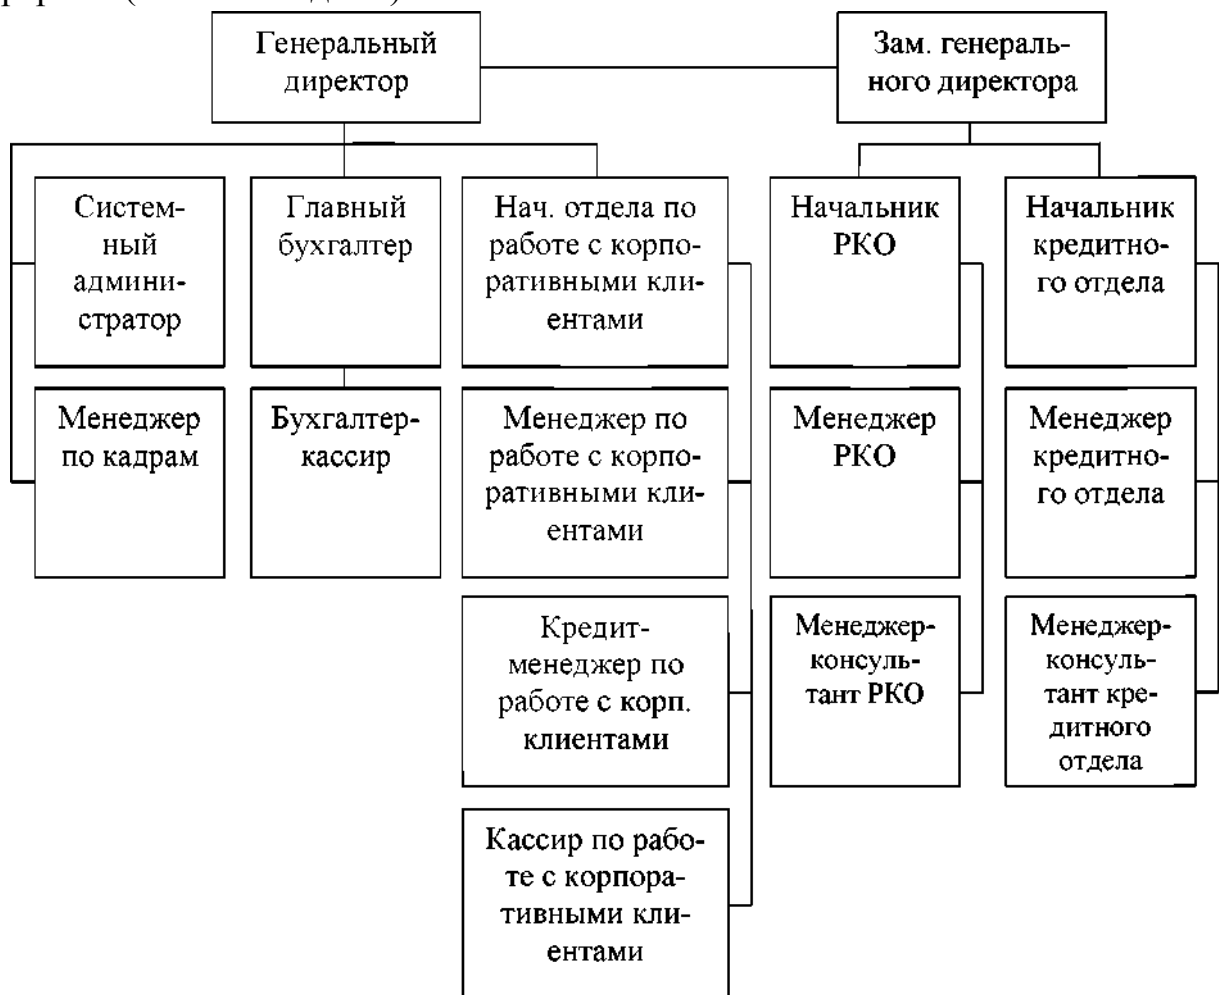 Генеральный
директор
Зам. генераль-
ного директора
Систем-
ный
админи-
стратор
Главный
бухгалтер
Нач. отдела по
работе с корпо-
ративными кли-
ентами
Начальник
РКО
Начальник
кредитно-
го отдела
Менеджер
по кадрам
Бухгалтер-
кассир
Менеджер по
работе с корпо-
ративными кли-
ентами
Менеджер
РКО
Менеджер
кредитно-
го отдела
Кредит-
менеджер по
работе с корп.
клиентами
Менеджер-
консуль-
тант РКО
Менеджер-
консуль-
тант кре-
дитного
отдела
Кассир по рабо-
те с корпора-
тивными кли-
ентами